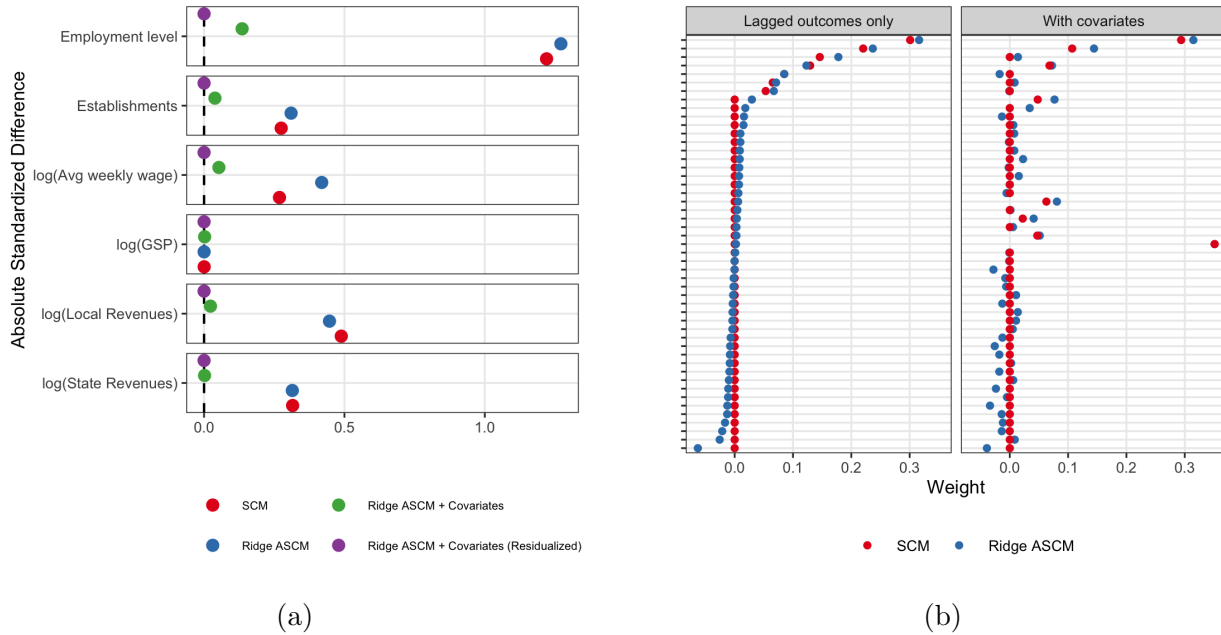 Absolute Standardized Difference
Employment level
Establishments
log(Avg weekly wage)
log(GSP)
log(Local Revenues)
log(State Revenues)
0.0 0.5 1.0
SCM Ridge ASCM + Covariates
Ridge ASCM Ridge ASCM + Covariates (Residualized)
(a)
Lagged outcomes only With covariates
0.0 0.1 0.2 0.3 0.0 0.1 0.2 0.3
Weight
SCM Ridge ASCM
(b)